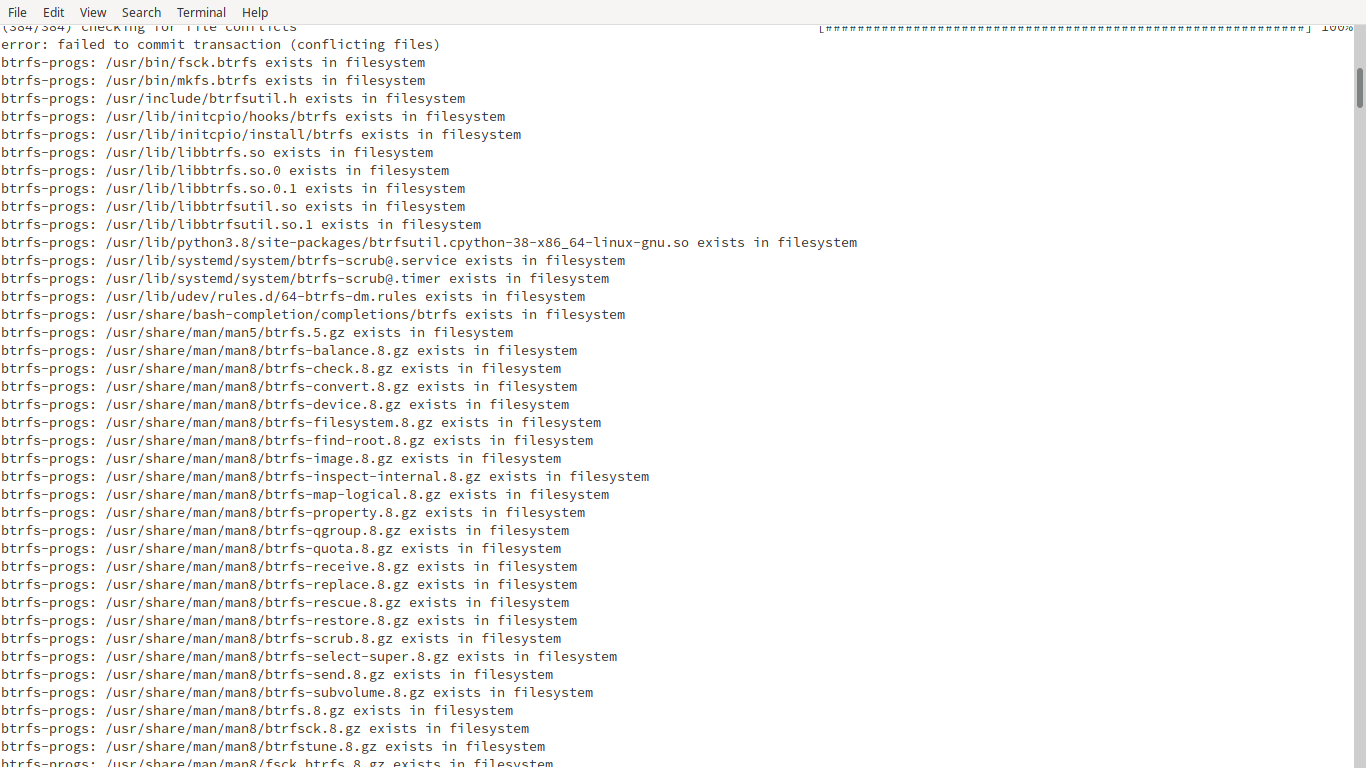 File Edit View Search Terminal Help
(384/384) checking for file conflicts [############################################################] 100%
error: failed to commit transaction (conflicting files)
btrfs-progs: /usr/bin/fsck.btrfs exists in filesystem
btrfs-progs: /usr/bin/mkfs.btrfs exists in filesystem
btrfs-progs: /usr/include/btrfsutil.h exists in filesystem
btrfs-progs: /usr/lib/initcpio/hooks/btrfs exists in filesystem
btrfs-progs: /usr/lib/initcpio/install/btrfs exists in filesystem
btrfs-progs: /usr/lib/libbtrfs.so exists in filesystem
btrfs-progs: /usr/lib/libbtrfs.so.0 exists in filesystem
btrfs-progs: /usr/lib/libbtrfs.so.0.1 exists in filesystem
btrfs-progs: /usr/lib/libbtrfsutil.so exists in filesystem
btrfs-progs: /usr/lib/libbtrfsutil.so.1 exists in filesystem
btrfs-progs: /usr/lib/python3.8/site-packages/btrfsutil.cpython-38-x86_64-linux-gnu.so exists in filesystem
btrfs-progs: /usr/lib/systemd/system/btrfs-scrub@.service exists in filesystem
btrfs-progs: /usr/lib/systemd/system/btrfs-scrub@.timer exists in filesystem
btrfs-progs: /usr/lib/udev/rules.d/64-btrfs-dm.rules exists in filesystem
btrfs-progs: /usr/share/bash-completion/completions/btrfs exists in filesystem
btrfs-progs: /usr/share/man/man5/btrfs.5.gz exists in filesystem
btrfs-progs: /usr/share/man/man8/btrfs-balance.8.gz exists in filesystem
btrfs-progs: /usr/share/man/man8/btrfs-check.8.gz exists in filesystem
btrfs-progs: /usr/share/man/man8/btrfs-convert.8.gz exists in filesystem
btrfs-progs: /usr/share/man/man8/btrfs-device.8.gz exists in filesystem
btrfs-progs: /usr/share/man/man8/btrfs-filesystem.8.gz exists in filesystem
btrfs-progs: /usr/share/man/man8/btrfs-find-root.8.gz exists in filesystem
btrfs-progs: /usr/share/man/man8/btrfs-image.8.gz exists in filesystem
btrfs-progs: /usr/share/man/man8/btrfs-inspect-internal.8.gz exists in filesystem
btrfs-progs: /usr/share/man/man8/btrfs-map-logical.8.gz exists in filesystem
btrfs-progs: /usr/share/man/man8/btrfs-property.8.gz exists in filesystem
btrfs-progs: /usr/share/man/man8/btrfs-qgroup.8.gz exists in filesystem
btrfs-progs: /usr/share/man/man8/btrfs-quota.8.gz exists in filesystem
btrfs-progs: /usr/share/man/man8/btrfs-receive.8.gz exists in filesystem
btrfs-progs: /usr/share/man/man8/btrfs-replace.8.gz exists in filesystem
btrfs-progs: /usr/share/man/man8/btrfs-rescue.8.gz exists in filesystem
btrfs-progs: /usr/share/man/man8/btrfs-restore.8.gz exists in filesystem
btrfs-progs: /usr/share/man/man8/btrfs-scrub.8.gz exists in filesystem
btrfs-progs: /usr/share/man/man8/btrfs-select-super.8.gz exists in filesystem
btrfs-progs: /usr/share/man/man8/btrfs-send.8.gz exists in filesystem
btrfs-progs: /usr/share/man/man8/btrfs-subvolume.8.gz exists in filesystem
btrfs-progs: /usr/share/man/man8/btrfs.8.gz exists in filesystem
btrfs-progs: /usr/share/man/man8/btrfsck.8.gz exists in filesystem
btrfs-progs: /usr/share/man/man8/btrfstune.8.gz exists in filesystem
btrfs-progs: /usr/share/man/man8/fsck.btrfs.8.gz exists in filesystem